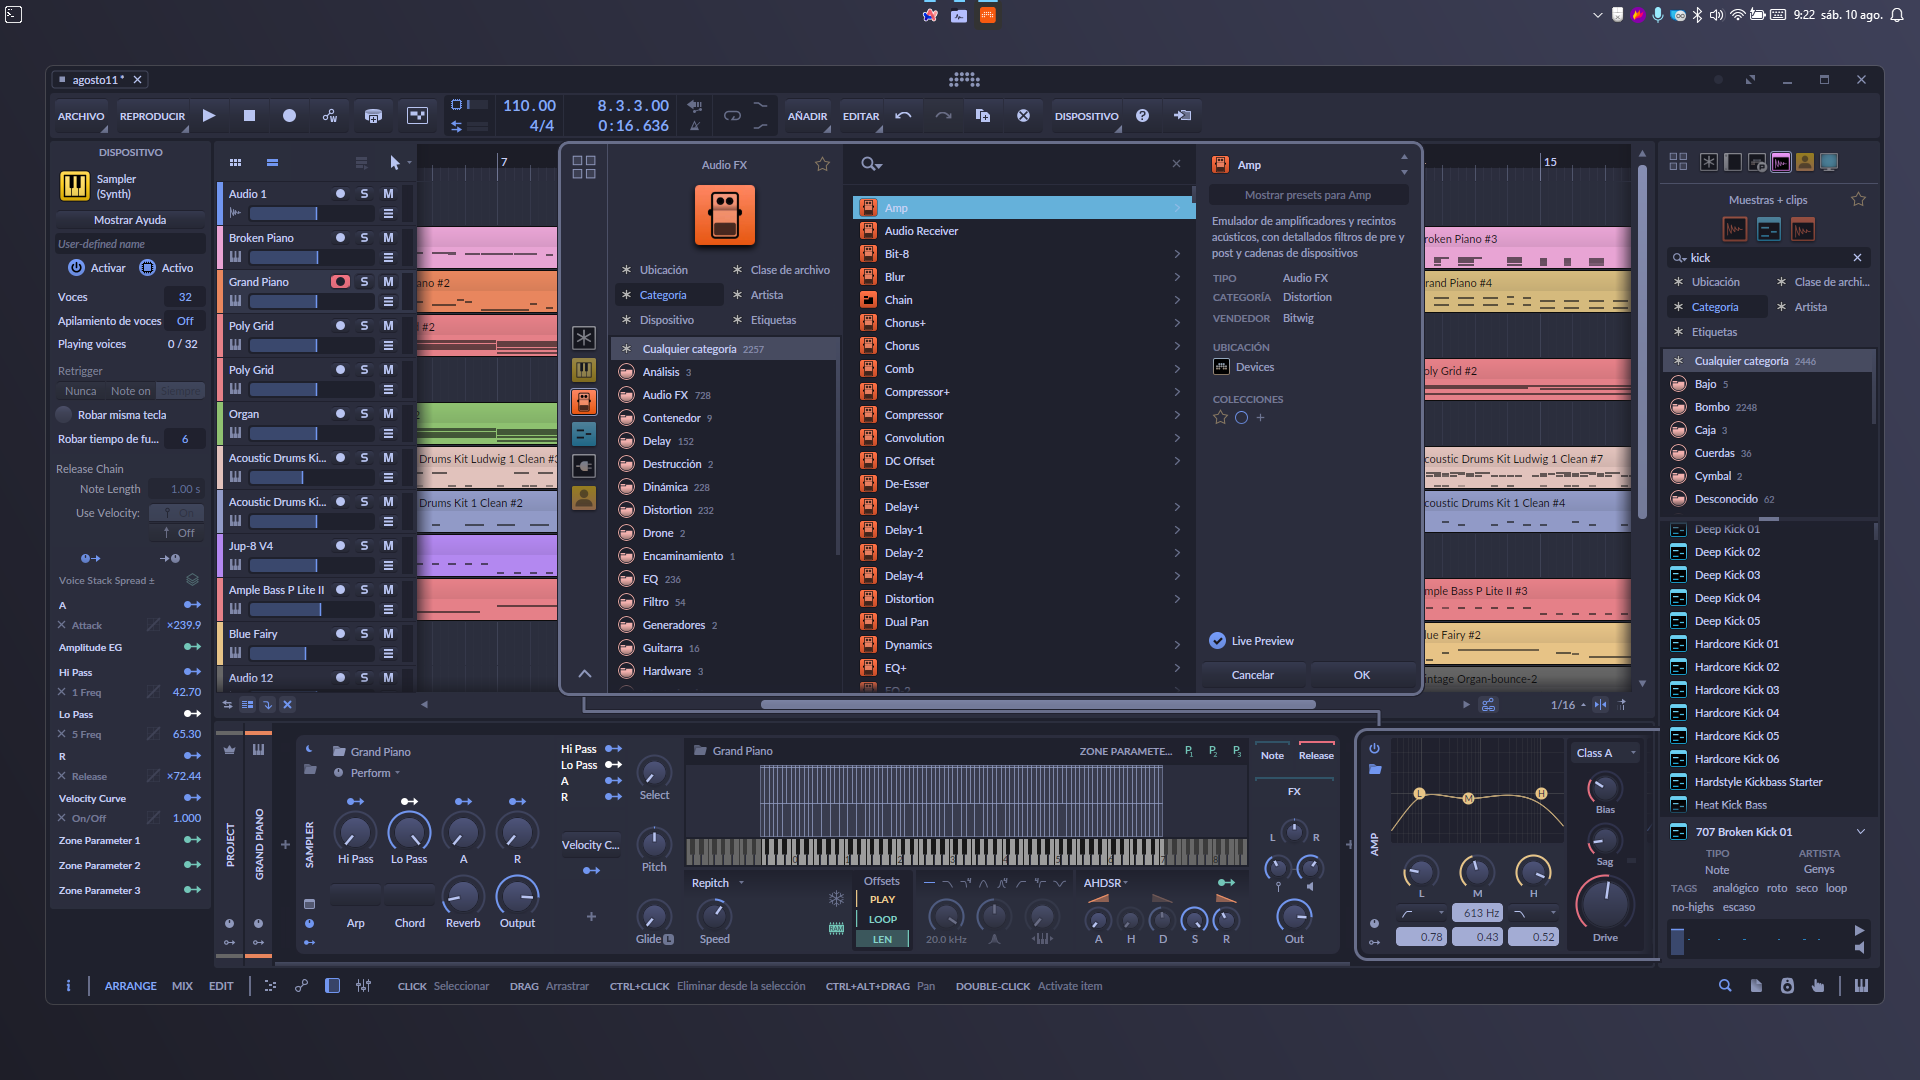 9:22 sáb. 10 ago.
agosto11*
ARCHIVO
REPRODUCIR
110.00
4/4
8.3.3.00
0:16.636
AÑADIR
EDITAR
DISPOSITIVO
DISPOSITIVO
Sampler
(Synth)
Mostrar Ayuda
User-defined name
Activar
Activo
Voces 32
Apilamiento de voces Off
Playing voices 0 / 32
Retrigger
Nunca Note on Siempre
Robar misma tecla
Robar tiempo de fu... 6
Release Chain
Note Length 1.00 s
Use Velocity: On
Off
Voice Stack Spread ±
A
Attack ×239.9
Amplitude EG
Hi Pass
1 Freq 42.70
Lo Pass
5 Freq 65.30
R
Release ×72.44
Velocity Curve
On/Off 1.000
Zone Parameter 1
Zone Parameter 2
Zone Parameter 3
7
15
Audio 1 S M
Broken Piano S M
Grand Piano S M
Poly Grid S M
Poly Grid S M
Organ S M
Acoustic Drums Ki... S M
Acoustic Drums Ki... S M
Jup-8 V4 S M
Ample Bass P Lite II S M
Blue Fairy S M
Audio 12 S M
ano #2
#2
Drums Kit Ludwig 1 Clean #3
Drums Kit 1 Clean #2
Audio FX
Ubicación
Clase de archivo
Categoría
Artista
Dispositivo
Etiquetas
Cualquier categoría 2257
Análisis 3
Audio FX 728
Contenedor 9
Delay 152
Destrucción 2
Dinámica 228
Distortion 232
Drone 2
Encaminamiento 1
EQ 236
Filtro 54
Generadores 2
Guitarra 16
Hardware 3
Amp
Audio Receiver
Bit-8
Blur
Chain
Chorus+
Chorus
Comb
Compressor+
Compressor
Convolution
DC Offset
De-Esser
Delay+
Delay-1
Delay-2
Delay-4
Distortion
Dual Pan
Dynamics
EQ+
EQ-2
Amp
Mostrar presets para Amp
Emulador de amplificadores y recintos
acústicos, con detallados filtros de pre y
post y cadenas de dispositivos
TIPO Audio FX
CATEGORÍA Distortion
VENDEDOR Bitwig
UBICACIÓN
Devices
COLECCIONES
Live Preview
Cancelar
OK
roken Piano #3
rand Piano #4
oly Grid #2
coustic Drums Kit Ludwig 1 Clean #7
coustic Drums Kit 1 Clean #4
mple Bass P Lite II #3
lue Fairy #2
intage Organ-bounce-2
1/16
Muestras + clips
kick
Ubicación
Clase de archi...
Categoría
Artista
Etiquetas
Cualquier categoría 2446
Bajo 5
Bombo 2248
Caja 3
Cuerdas 36
Cymbal 2
Desconocido 62
Deep Kick 01
Deep Kick 02
Deep Kick 03
Deep Kick 04
Deep Kick 05
Hardcore Kick 01
Hardcore Kick 02
Hardcore Kick 03
Hardcore Kick 04
Hardcore Kick 05
Hardcore Kick 06
Hardstyle Kickbass Starter
Heat Kick Bass
707 Broken Kick 01
TIPO ARTISTA
Note Genys
TAGS analógico roto seco loop
no-highs escaso
PROJECT
GRAND PIANO
SAMPLER
Grand Piano
Perform
Hi Pass
Lo Pass
A
R
Arp
Chord
Reverb
Output
Hi Pass
Lo Pass
A
R
Velocity C...
Select
Pitch
Glide L
Grand Piano
ZONE PARAMETE...
P1 P2 P3
0 1 2 3 4 5 6 7 8
Repitch
Speed
Offsets
PLAY
LOOP
LEN
20.0 kHz
AHDSR
A H D S R
Note
Release
FX
L R
Out
AMP
L M H
Class A
Bias
Sag
Drive
L M H
613 Hz
0.78 0.43 0.52
ARRANGE MIX EDIT
CLICK Seleccionar
DRAG Arrastrar
CTRL+CLICK Eliminar desde la selección
CTRL+ALT+DRAG Pan
DOUBLE-CLICK Activate item